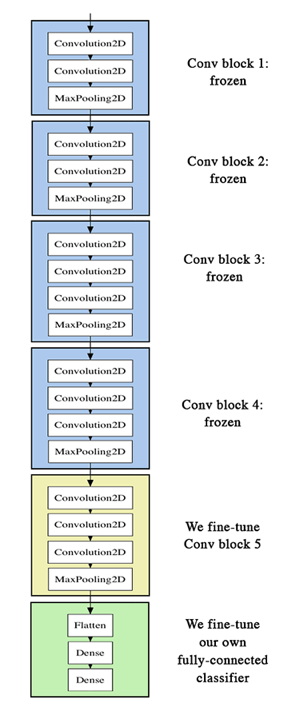 Convolution2D
Convolution2D
MaxPooling2D
Conv block 1:
frozen
Convolution2D
Convolution2D
MaxPooling2D
Conv block 2:
frozen
Convolution2D
Convolution2D
Convolution2D
MaxPooling2D
Conv block 3:
frozen
Convolution2D
Convolution2D
Convolution2D
MaxPooling2D
Conv block 4:
frozen
Convolution2D
Convolution2D
Convolution2D
MaxPooling2D
We fine-tune
Conv block 5
Flatten
Dense
Dense
We fine-tune
our own
fully-connected
classifier